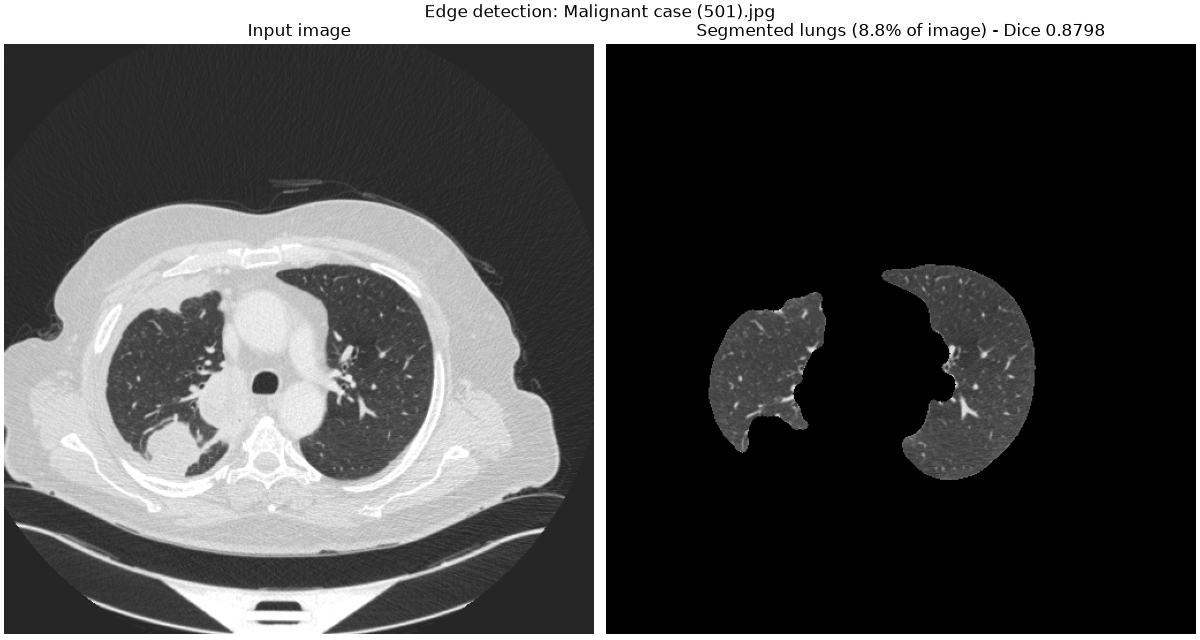 Edge detection: Malignant case (501).jpg
Input image
Segmented lungs (8.8% of image) - Dice 0.8798